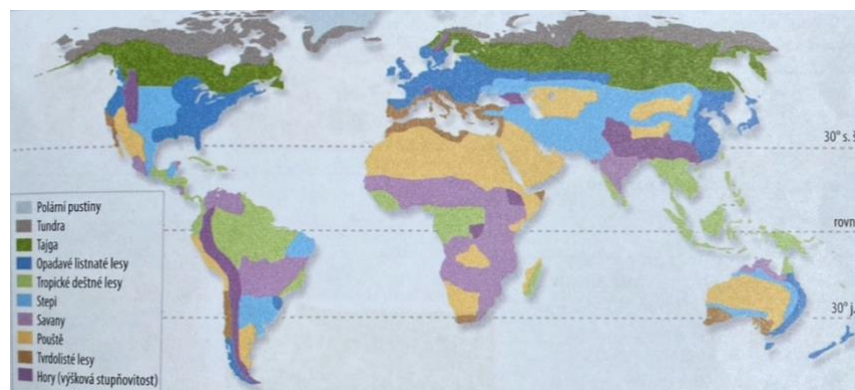 30° s. š
Polární pustiny
Tundra
Tajga
Opadavé listnaté lesy
Tropické deštné lesy
Stepi
Savany
Pouště
Tvrdolisté lesy
Hory (výšková stupňovitost)
rovn
30° j.